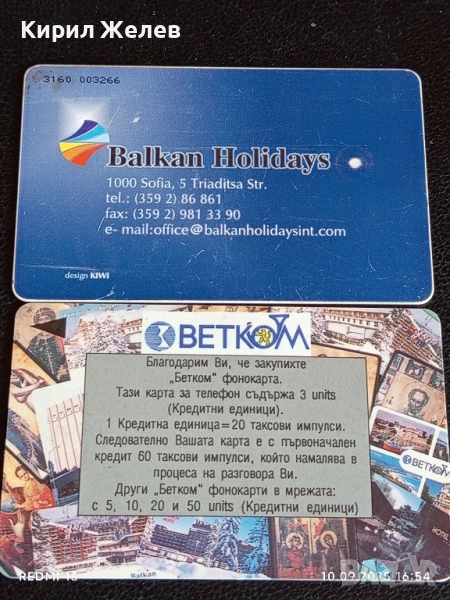 Кирил Желев
3160 003266
Balkan Holidays
1000 Sofia, 5 Triaditsa Str.
tel.: (359 2) 86 861
fax: (359 2) 981 33 90
e- mail:office@balkanholidaysint.com
design KIWI
ВЕТКОМ
Благодарим Ви, че закупихте
„Бетком“ фонокарта.
Тази карта за телефон съдържа 3 units
(Кредитни единици).
1 Кредитна единица=20 таксови импулси.
Следователно Вашата карта е с първоначален
кредит 60 таксови импулси, който намалява в
процеса на разговора Ви.
Други „Бетком“ фонокарти в мрежата:
с 5, 10, 20 и 50 units (Кредитни единици)
ВЕТКОМ
HOTEL
Balkan
REDMI 13
16:54